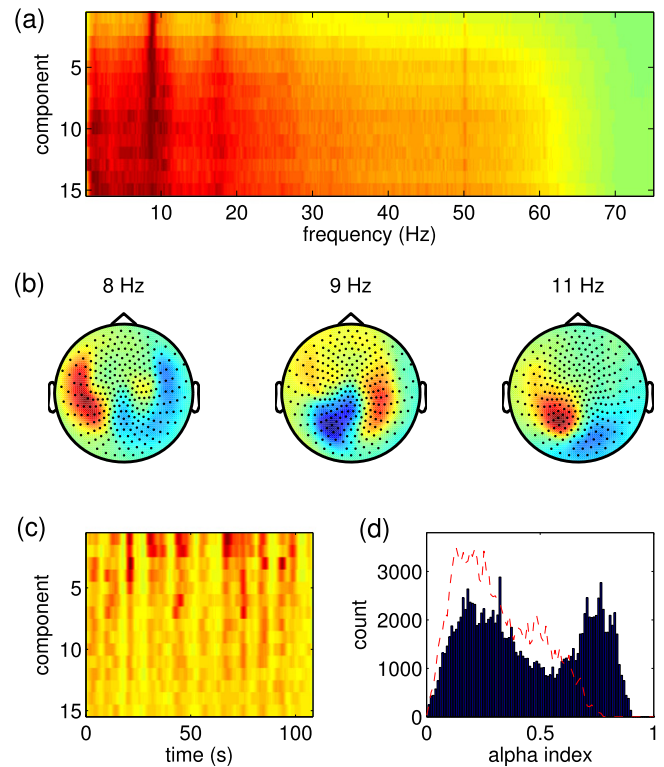 (a)
component
5
10
15
10 20 30 40 50 60 70
frequency (Hz)
(b)
8 Hz 9 Hz 11 Hz
(c)
component
5
10
15
0 50 100
time (s)
(d)
count
3000
2000
1000
0
0 0.5 1
alpha index